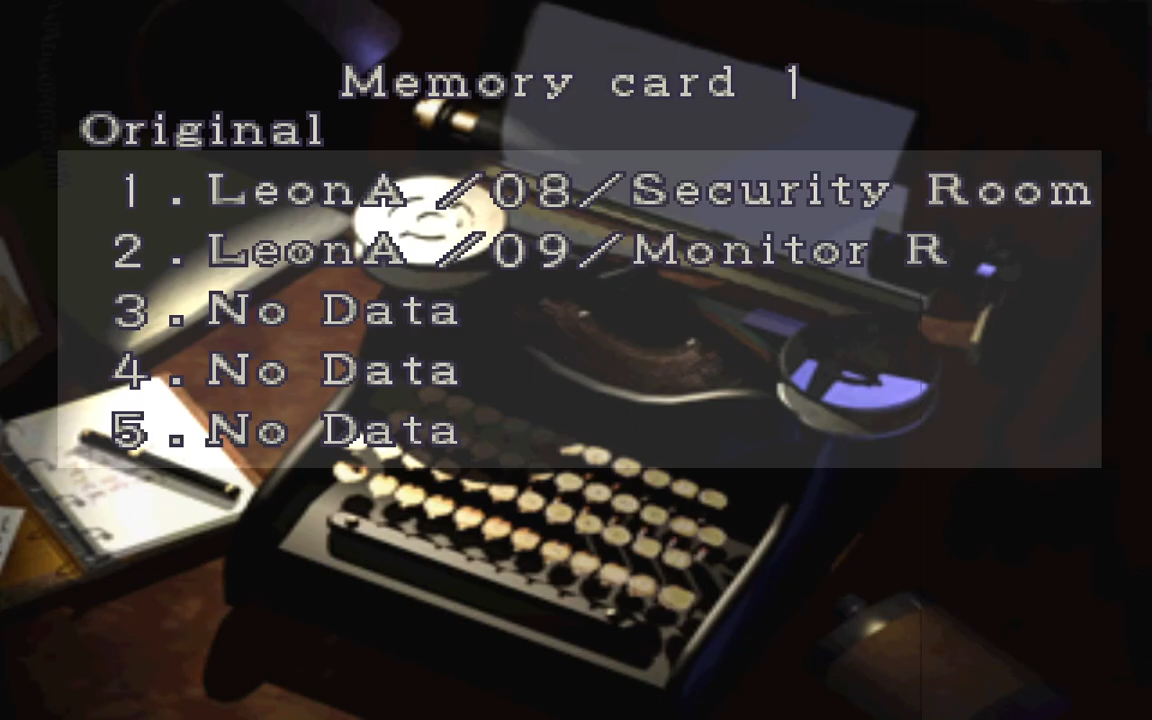 Memory card 1
Original
1.LeonA /08/Security Room
2.LeonA /09/Monitor R
3.No Data
4.No Data
5.No Data